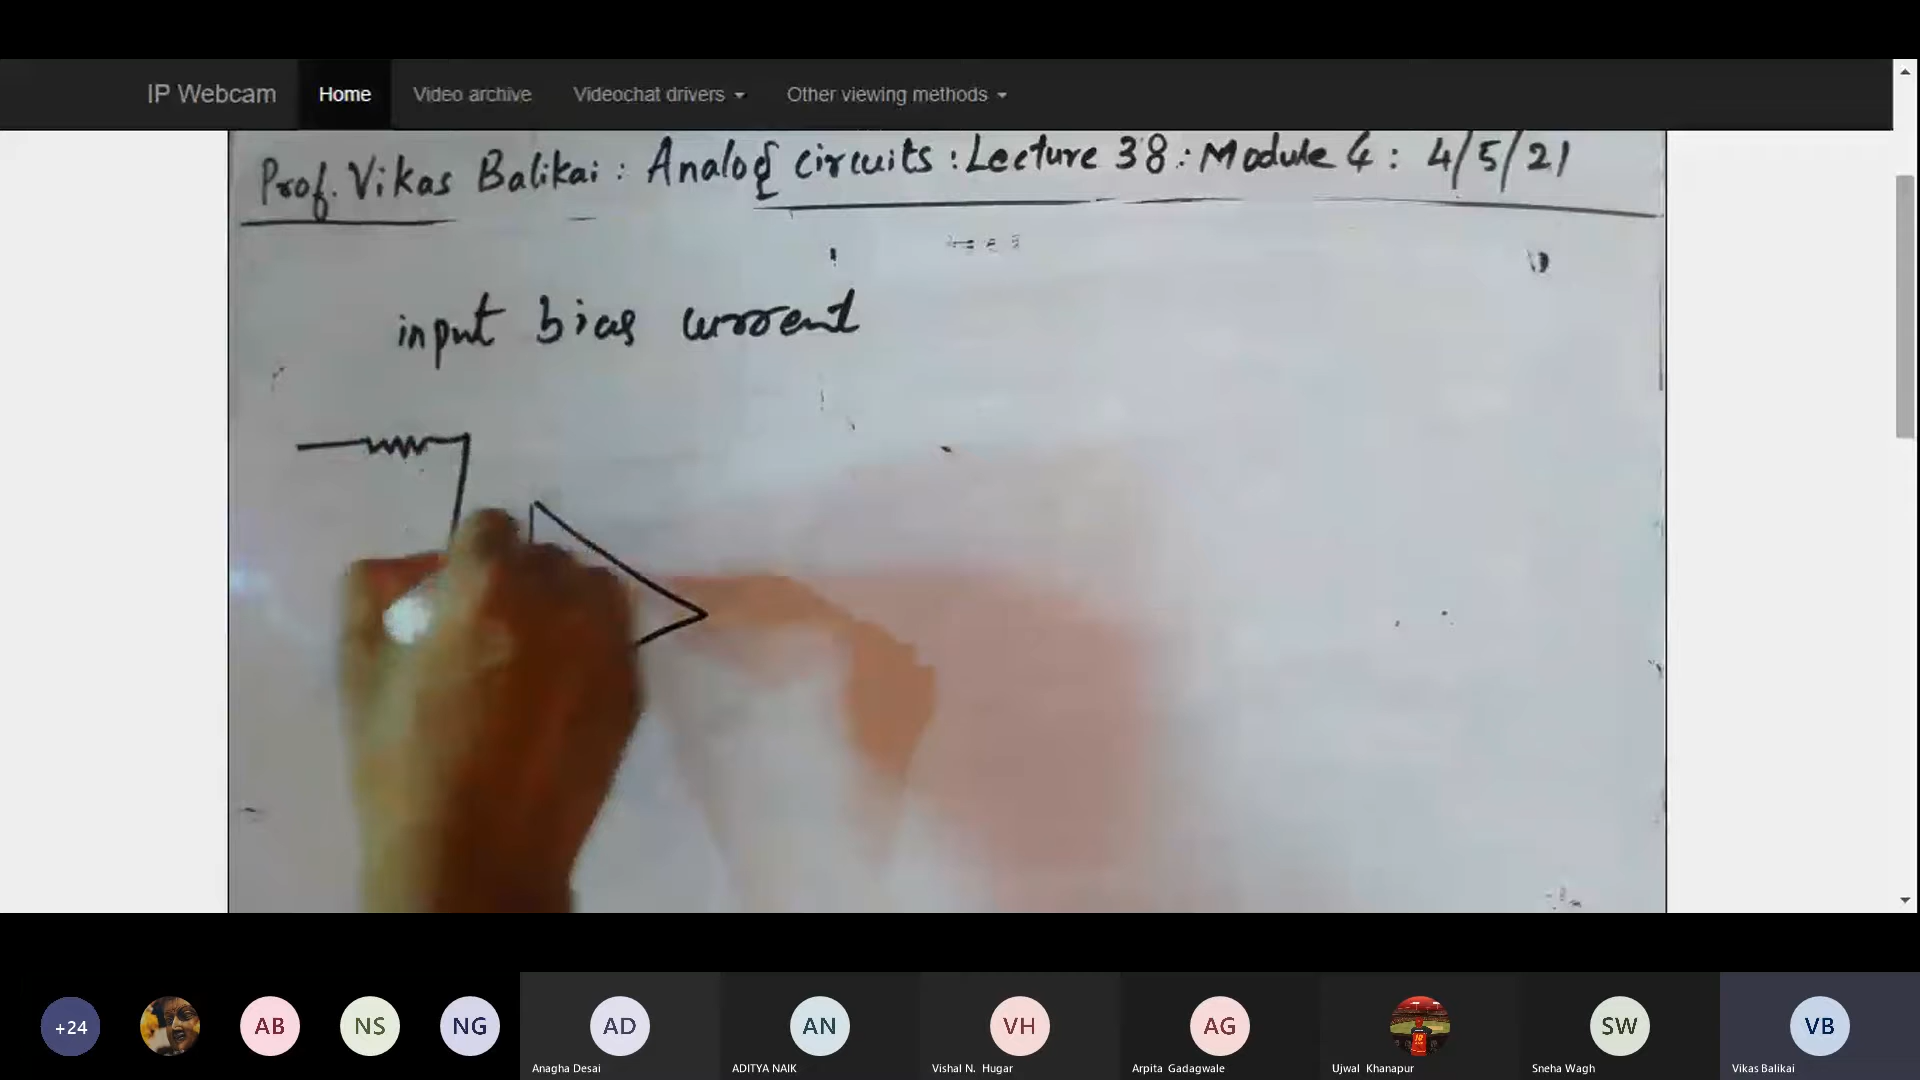 IP Webcam Home Video archive Videochat drivers Other viewing methods
Prof. Vikas Balikai : Analog circuits : Lecture 38 : Module 4 : 4/5/21
input bias current
+24 AB NS NG AD AN VH AG SW VB
Anagha Desai ADITYA NAIK Vishal N. Hugar Arpita Gadagwale Ujwal Khanapur Sneha Wagh Vikas Balikai